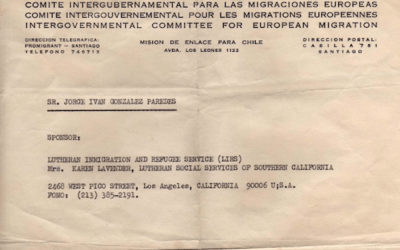 COMITE INTERGUBERNAMENTAL PARA LAS MIGRACIONES EUROPEAS
COMITE INTERGOUVERNEMENTAL POUR LES MIGRATIONS EUROPEENNES
INTERGOVERNMENTAL COMMITTEE FOR EUROPEAN MIGRATION
DIRECCION TELEGRAFICA:
PROMIGRANT - SANTIAGO
TELEFONO 745719
MISION DE ENLACE PARA CHILE
AVDA. LOS LEONES 1122
DIRECCION POSTAL:
CASILLA 781
SANTIAGO
SR. JORGE IVAN GONZALEZ PAREDES
SPONSOR:
LUTHERAN INMIGRATION AND REFUGEE SERVICE (LIRS)
Mrs. KAREN LAVENDER, LUTHERAN SOCIAL SERVICES OF SOUTHERN CALIFORNIA
2468 WEST PICO STREET, Los Angeles, CALIFORNIA 90006 U.S.A.
FONO: (213) 385-2191.